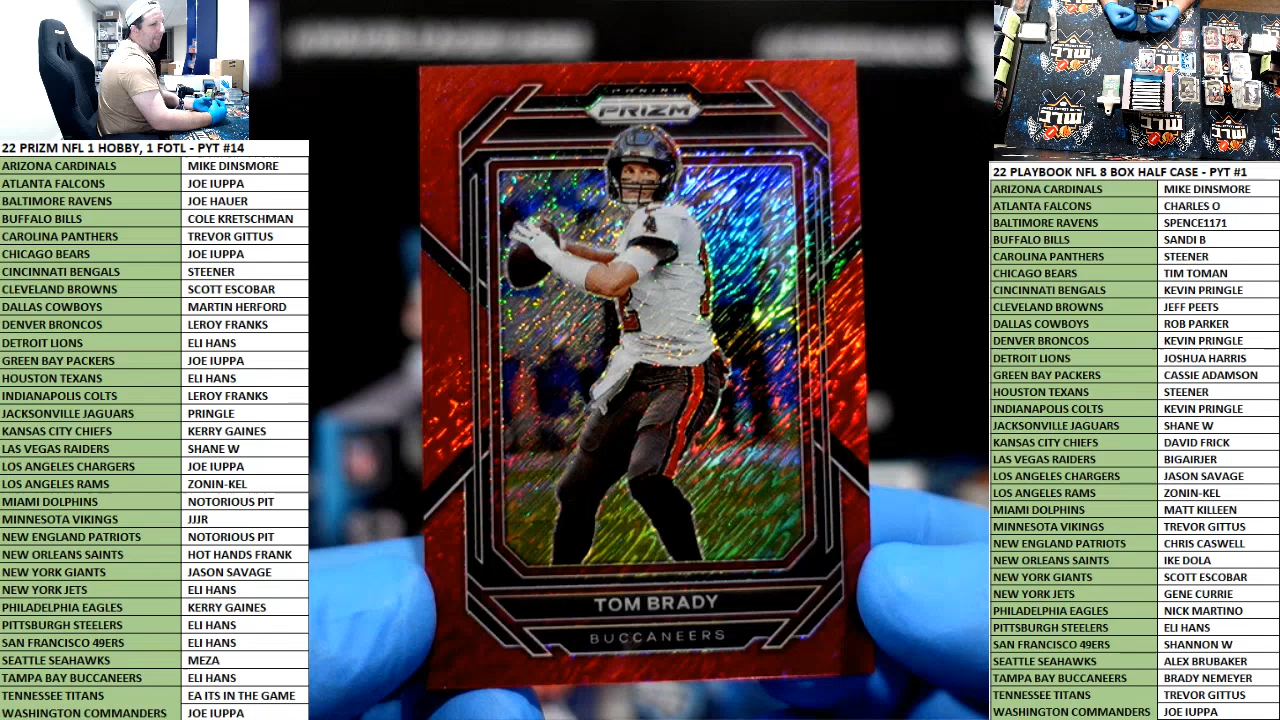 22 PRIZM NFL 1 HOBBY, 1 FOTL - PYT #14
ARIZONA CARDINALS MIKE DINSMORE
ATLANTA FALCONS JOE IUPPA
BALTIMORE RAVENS JOE HAUER
BUFFALO BILLS COLE KRETSCHMAN
CAROLINA PANTHERS TREVOR GITTUS
CHICAGO BEARS JOE IUPPA
CINCINNATI BENGALS STEENER
CLEVELAND BROWNS SCOTT ESCOBAR
DALLAS COWBOYS MARTIN HERFORD
DENVER BRONCOS LEROY FRANKS
DETROIT LIONS ELI HANS
GREEN BAY PACKERS JOE IUPPA
HOUSTON TEXANS ELI HANS
INDIANAPOLIS COLTS LEROY FRANKS
JACKSONVILLE JAGUARS PRINGLE
KANSAS CITY CHIEFS KERRY GAINES
LAS VEGAS RAIDERS SHANE W
LOS ANGELES CHARGERS JOE IUPPA
LOS ANGELES RAMS ZONIN-KEL
MIAMI DOLPHINS NOTORIOUS PIT
MINNESOTA VIKINGS JJJR
NEW ENGLAND PATRIOTS NOTORIOUS PIT
NEW ORLEANS SAINTS HOT HANDS FRANK
NEW YORK GIANTS JASON SAVAGE
NEW YORK JETS ELI HANS
PHILADELPHIA EAGLES KERRY GAINES
PITTSBURGH STEELERS ELI HANS
SAN FRANCISCO 49ERS ELI HANS
SEATTLE SEAHAWKS MEZA
TAMPA BAY BUCCANEERS ELI HANS
TENNESSEE TITANS EA ITS IN THE GAME
WASHINGTON COMMANDERS JOE IUPPA
PANINI
PRIZM
TOM BRADY
BUCCANEERS
MLC
MLC
MLC
22 PLAYBOOK NFL 8 BOX HALF CASE - PYT #1
ARIZONA CARDINALS MIKE DINSMORE
ATLANTA FALCONS CHARLES O
BALTIMORE RAVENS SPENCE1171
BUFFALO BILLS SANDI B
CAROLINA PANTHERS STEENER
CHICAGO BEARS TIM TOMAN
CINCINNATI BENGALS KEVIN PRINGLE
CLEVELAND BROWNS JEFF PEETS
DALLAS COWBOYS ROB PARKER
DENVER BRONCOS KEVIN PRINGLE
DETROIT LIONS JOSHUA HARRIS
GREEN BAY PACKERS CASSIE ADAMSON
HOUSTON TEXANS STEENER
INDIANAPOLIS COLTS KEVIN PRINGLE
JACKSONVILLE JAGUARS SHANE W
KANSAS CITY CHIEFS DAVID FRICK
LAS VEGAS RAIDERS BIGAIRJER
LOS ANGELES CHARGERS JASON SAVAGE
LOS ANGELES RAMS ZONIN-KEL
MIAMI DOLPHINS MATT KILLEEN
MINNESOTA VIKINGS TREVOR GITTUS
NEW ENGLAND PATRIOTS CHRIS CASWELL
NEW ORLEANS SAINTS IKE DOLA
NEW YORK GIANTS SCOTT ESCOBAR
NEW YORK JETS GENE CURRIE
PHILADELPHIA EAGLES NICK MARTINO
PITTSBURGH STEELERS ELI HANS
SAN FRANCISCO 49ERS SHANNON W
SEATTLE SEAHAWKS ALEX BRUBAKER
TAMPA BAY BUCCANEERS BRADY NEMEYER
TENNESSEE TITANS TREVOR GITTUS
WASHINGTON COMMANDERS JOE IUPPA